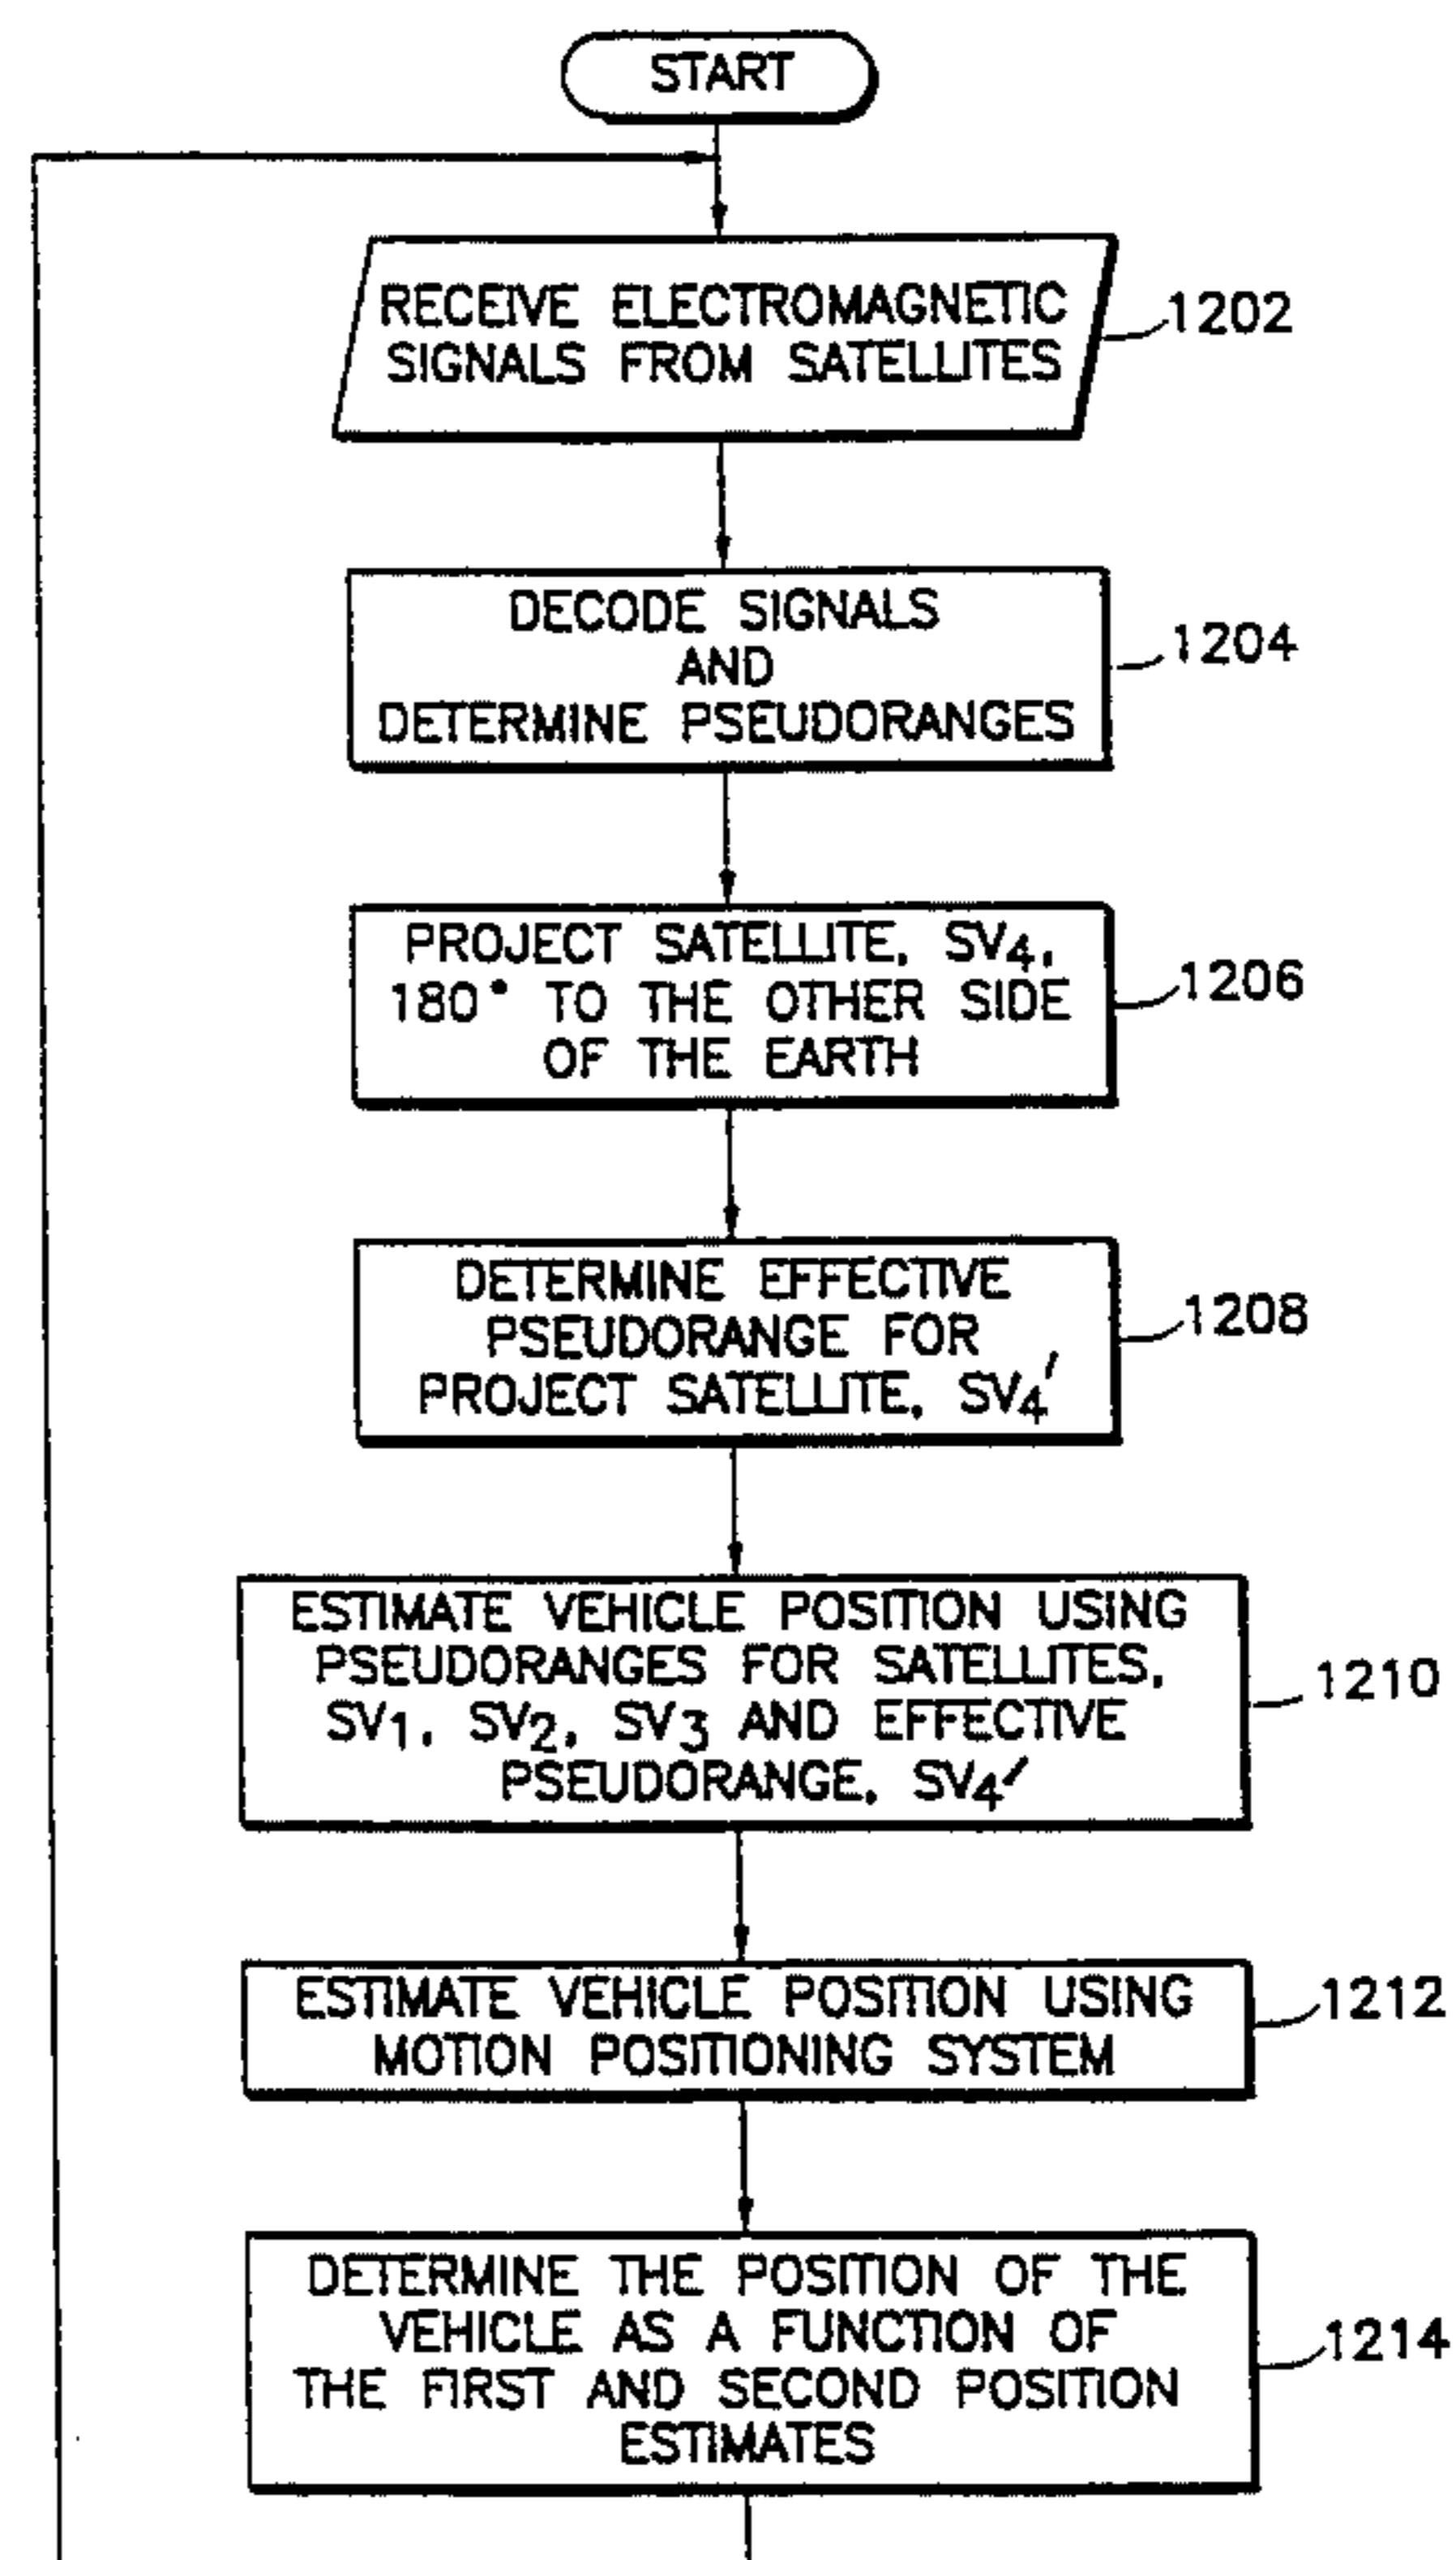 START
RECEIVE ELECTROMAGNETIC
SIGNALS FROM SATELLITES
1202
DECODE SIGNALS
AND
DETERMINE PSEUDORANGES
1204
PROJECT SATELLITE, SV4,
180° TO THE OTHER SIDE
OF THE EARTH
1206
DETERMINE EFFECTIVE
PSEUDORANGE FOR
PROJECT SATELLITE, SV4'
1208
ESTIMATE VEHICLE POSITION USING
PSEUDORANGES FOR SATELLITES,
SV1, SV2, SV3 AND EFFECTIVE
PSEUDORANGE, SV4'
1210
ESTIMATE VEHICLE POSITION USING
MOTION POSITIONING SYSTEM
1212
DETERMINE THE POSITION OF THE
VEHICLE AS A FUNCTION OF
THE FIRST AND SECOND POSITION
ESTIMATES
1214